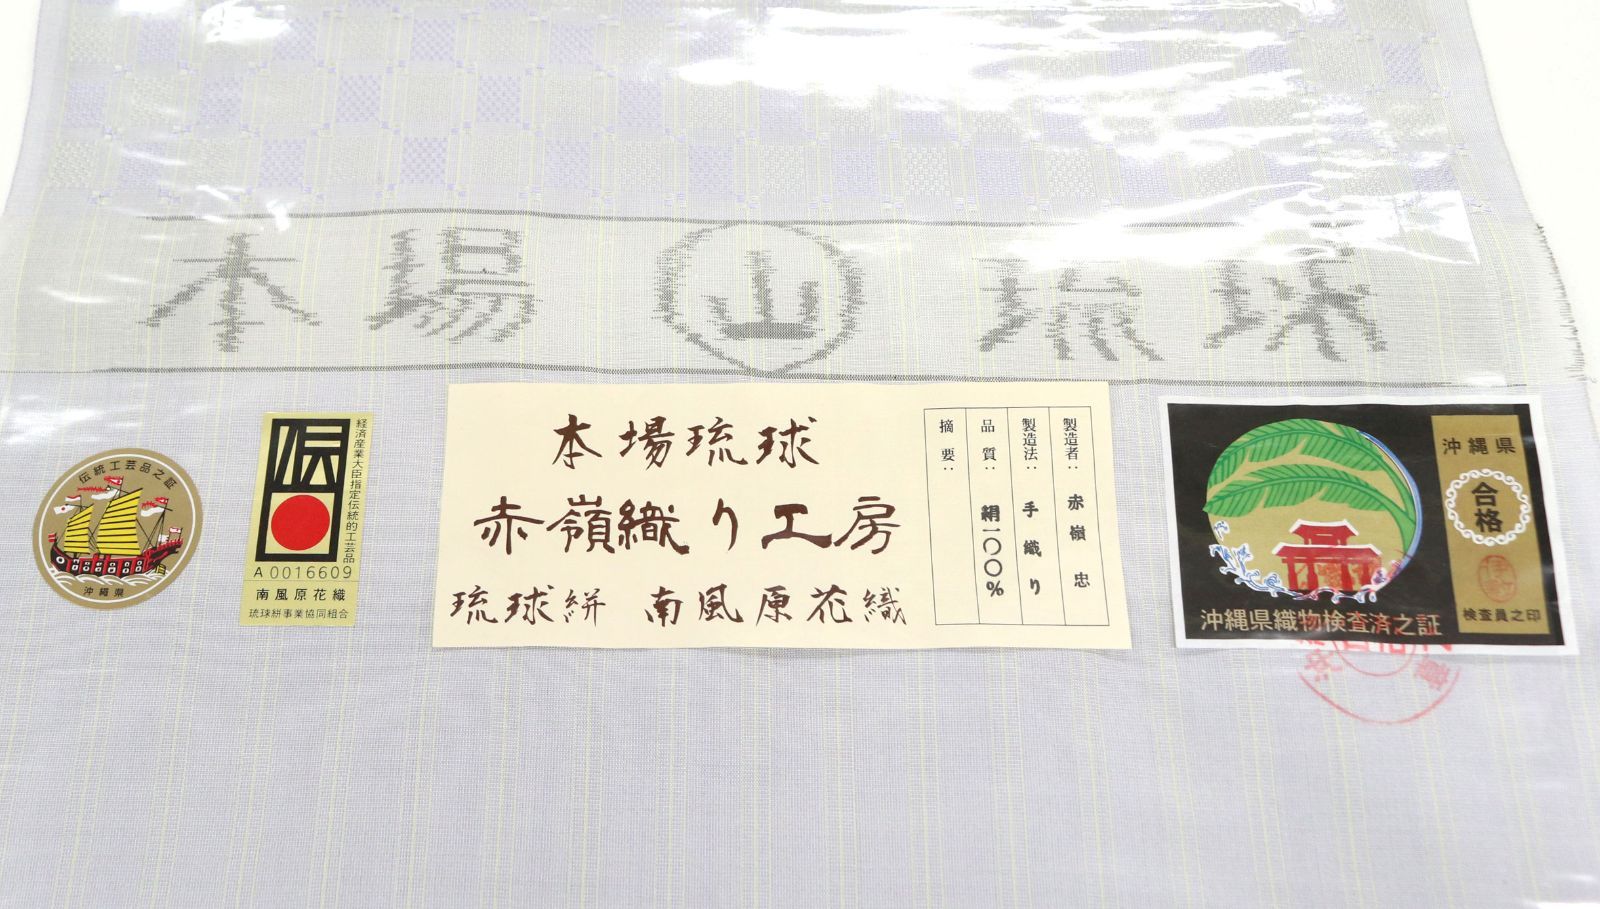 本場 山 琉球
伝統工芸品之証
沖縄県
伝
経済産業大臣指定伝統的工芸品
A 0016609
南風原花織
琉球絣事業協同組合
本場琉球
赤嶺織り工房
琉球絣 南風原花織
製造者: 赤嶺 忠
製造法: 手織り
品質: 絹一〇〇%
摘要:
沖縄県
合格
検査員之印
沖縄県織物検査済之証